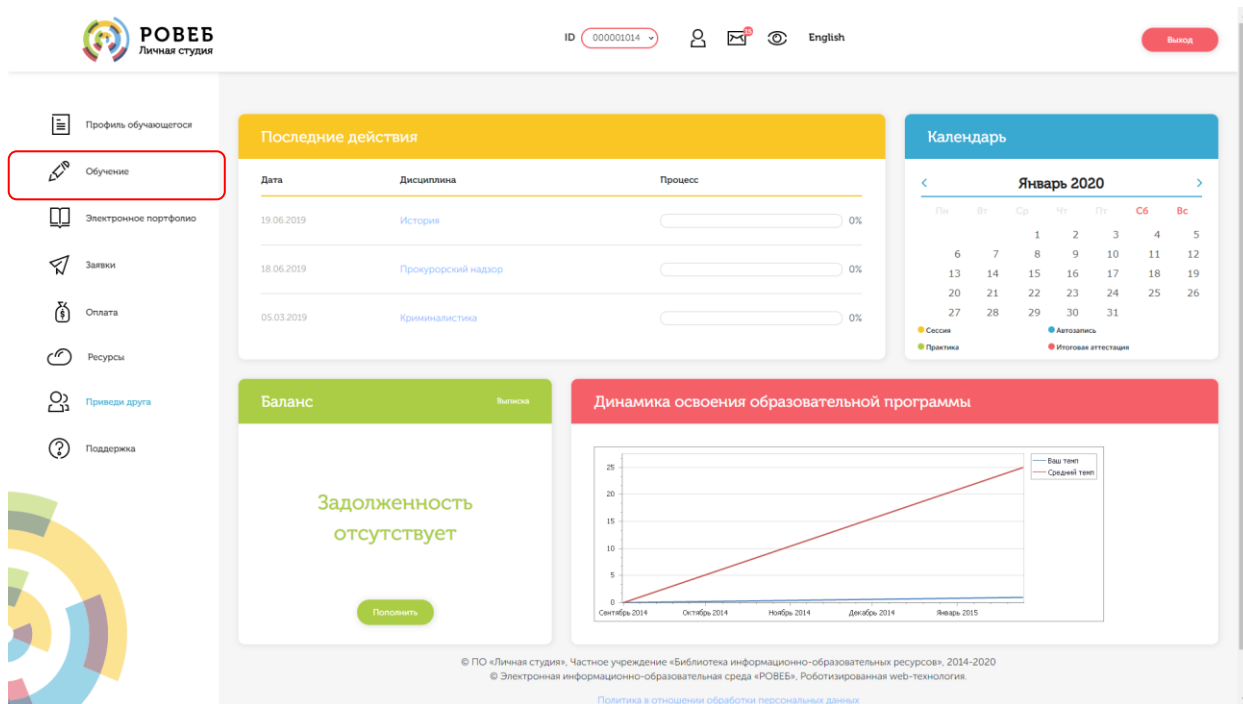 РОВЕБ
Личная студия
ID 000001014
English
Выход
Профиль обучающегося
Обучение
Электронное портфолио
Заявки
Оплата
Ресурсы
Приведи друга
Поддержка
Последние действия
Дата Дисциплина Процесс
19.06.2019 История 0%
18.06.2019 Прокурорский надзор 0%
05.03.2019 Криминалистика 0%
Календарь
< Январь 2020 >
Пн Вт Ср Чт Пт Сб Вс
1 2 3 4 5
6 7 8 9 10 11 12
13 14 15 16 17 18 19
20 21 22 23 24 25 26
27 28 29 30 31
Сессия Автозапись
Практика Итоговая аттестация
Баланс Выписка
Задолженность
отсутствует
Пополнить
Динамика освоения образовательной программы
25
20
15
10
5
0
Сентябрь 2014 Октябрь 2014 Ноябрь 2014 Декабрь 2014 Январь 2015
Ваш темп
Средний темп
© ПО «Личная студия», Частное учреждение «Библиотека информационно-образовательных ресурсов», 2014-2020
© Электронная информационно-образовательная среда «РОВЕБ», Роботизированная web-технология.
Политика в отношении обработки персональных данных